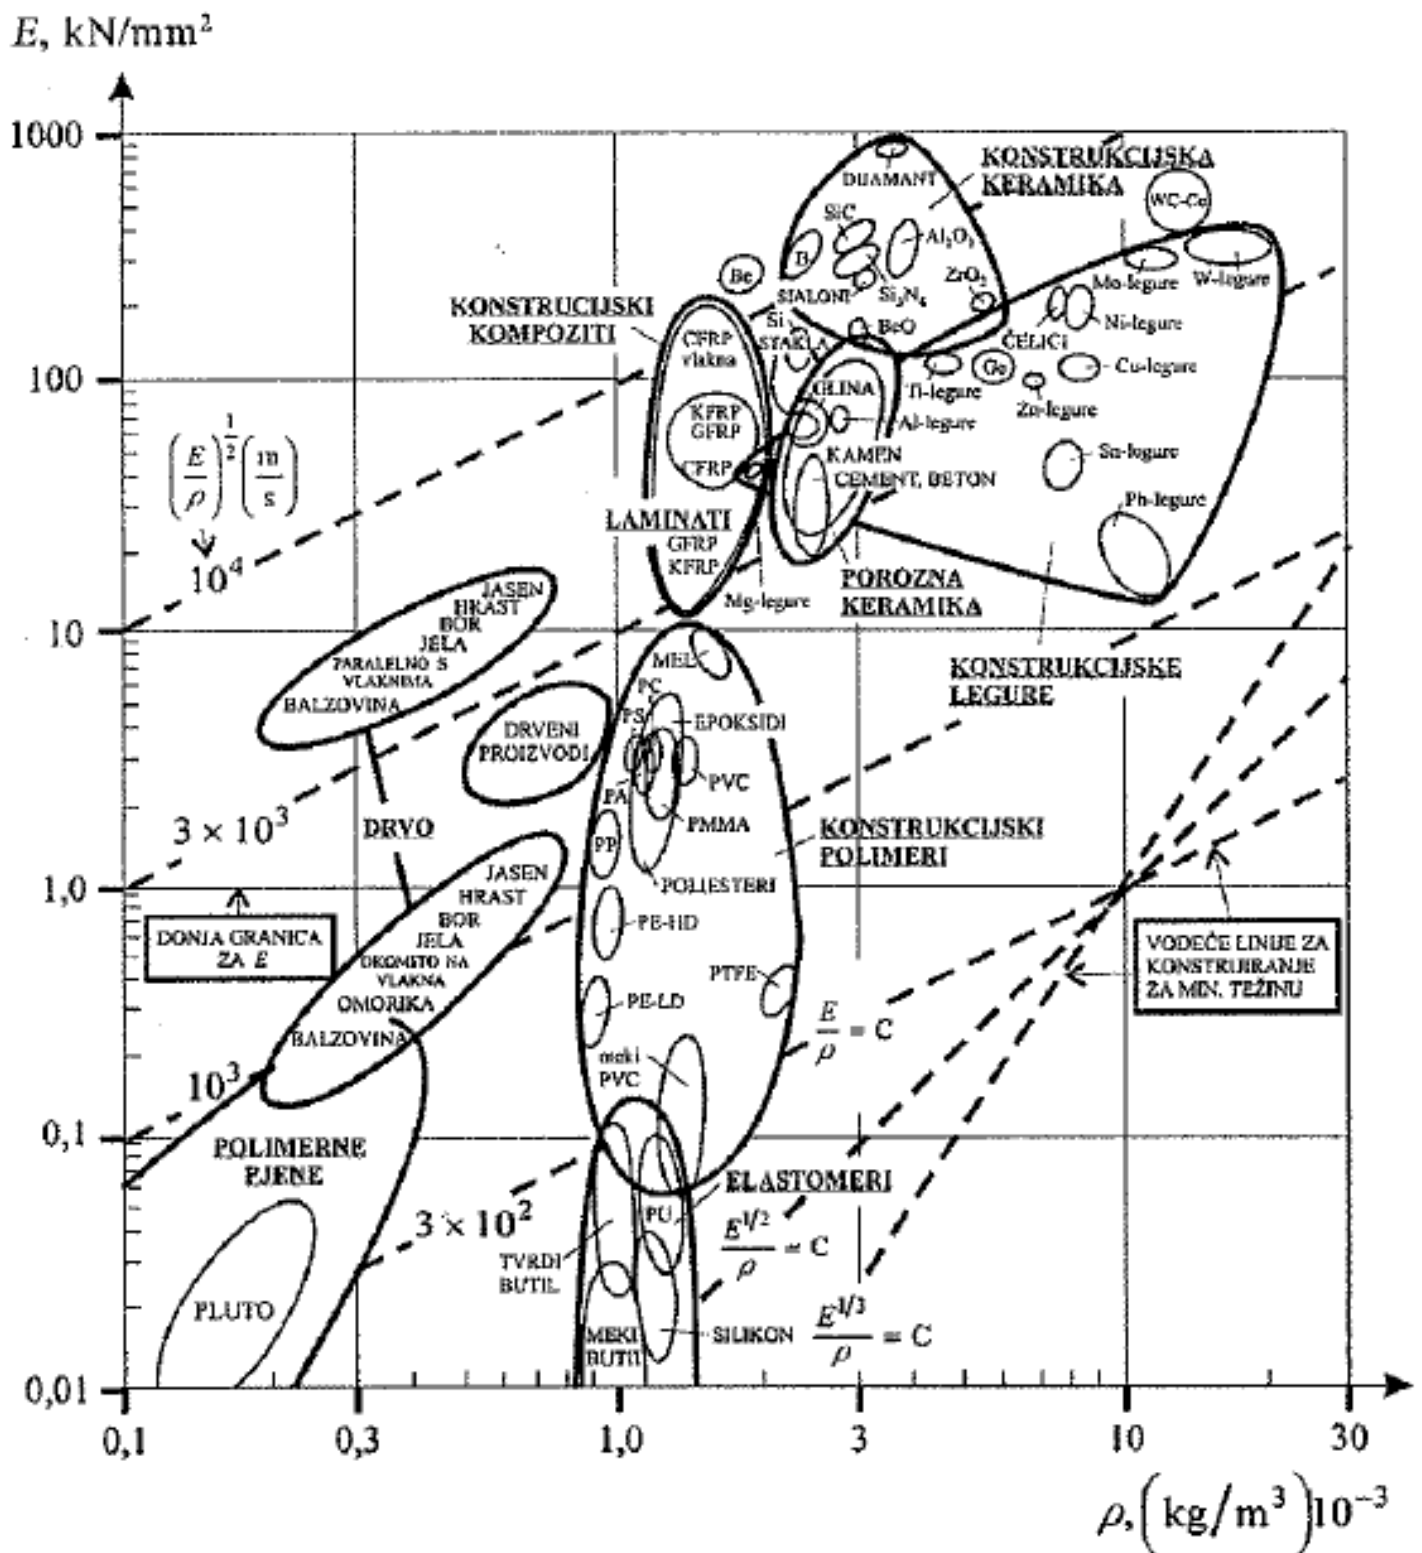 E, kN/mm²
1000
100
10
1,0
0,1
0,01
0,1
0,3
1,0
3
10
30
ρ, (kg/m³)10⁻³
KONSTRUKCIJSKA
KERAMIKA
DIJAMANT
WC-Co
SiC
Al₂O₃
B
Be
SIALONI
Si₃N₄
ZrO₂
Mo-legure
W-legure
Si
BeO
STAKLA
ČELICI
Ni-legure
KONSTRUCIJSKI
KOMPOZITI
CFRP
vlakna
KFRP
GFRP
CFRP
GLINA
Ti-legure
Ge
Cu-legure
Zn-legure
Al-legure
KAMEN
CEMENT, BETON
Sn-legure
Pb-legure
LAMINATI
GFRP
KFRP
Mg-legure
POROZNA
KERAMIKA
KONSTRUKCIJSKE
LEGURE
(E/ρ)^1/2 (m/s)
10⁴
JASEN
HRAST
BOR
JELA
PARALELNO S
VLAKNIMA
BALZOVINA
DRVENI
PROIZVODI
3 × 10³
DRVO
MEL
PC
PS
EPOKSIDI
PVC
PA
PMMA
PP
POLIESTERI
KONSTRUKCIJSKI
POLIMERI
PE-HD
PTFE
PE-LD
meki
PVC
DONJA GRANICA
ZA E
JASEN
HRAST
BOR
JELA
OKOMITO NA
VLAKNA
OMORIKA
BALZOVINA
VODEĆE LINIJE ZA
KONSTRUIRANJE
ZA MIN. TEŽINU
E/ρ = C
10³
POLIMERNE
PJENE
ELASTOMERI
3 × 10²
PU
TVRDI
BUTIL
E^1/2/ρ = C
PLUTO
MEKI
BUTIL
SILIKON
E^1/3/ρ = C